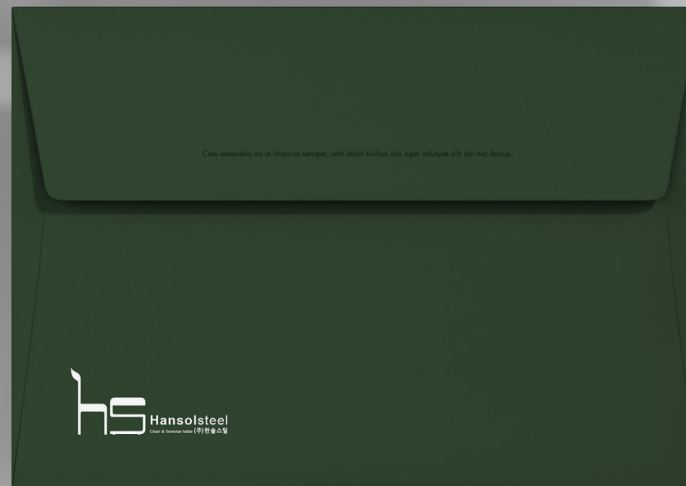 Cras venenatis, ex ut rhoncus semper, velit dolor finibus dui, eget volutpat elit dui nec lectus.
hs
Hansolsteel
Chair & Seminar table (주)한솔스틸